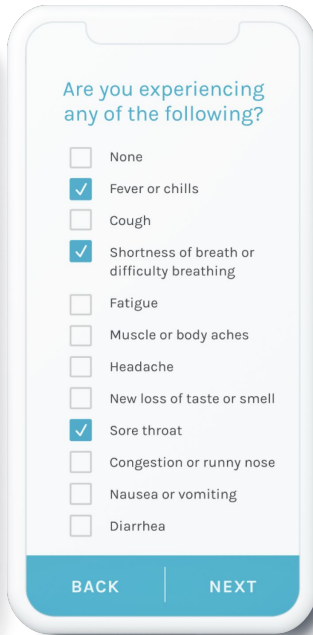 Are you experiencing
any of the following?
None
Fever or chills
Cough
Shortness of breath or
difficulty breathing
Fatigue
Muscle or body aches
Headache
New loss of taste or smell
Sore throat
Congestion or runny nose
Nausea or vomiting
Diarrhea
BACK
NEXT